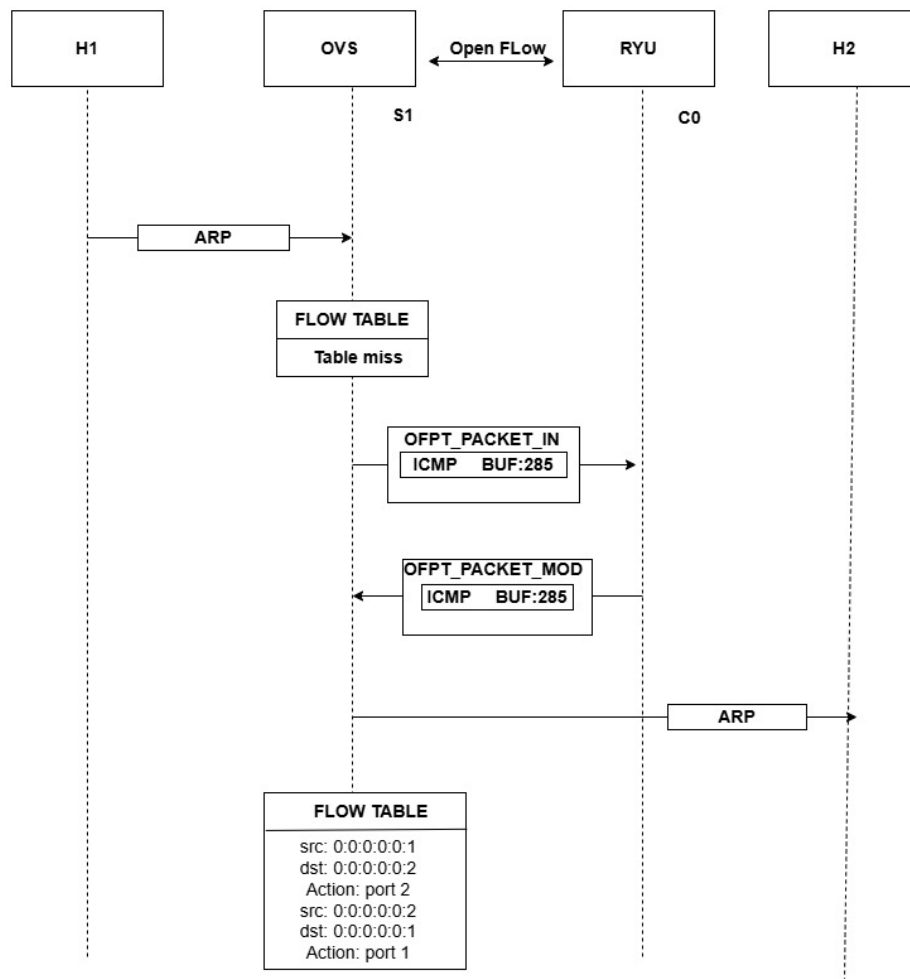 H1
OVS
Open FLow
RYU
H2
S1
C0
ARP
FLOW TABLE
Table miss
OFPT_PACKET_IN
ICMP BUF:285
OFPT_PACKET_MOD
ICMP BUF:285
ARP
FLOW TABLE
src: 0:0:0:0:0:1
dst: 0:0:0:0:0:2
Action: port 2
src: 0:0:0:0:0:2
dst: 0:0:0:0:0:1
Action: port 1